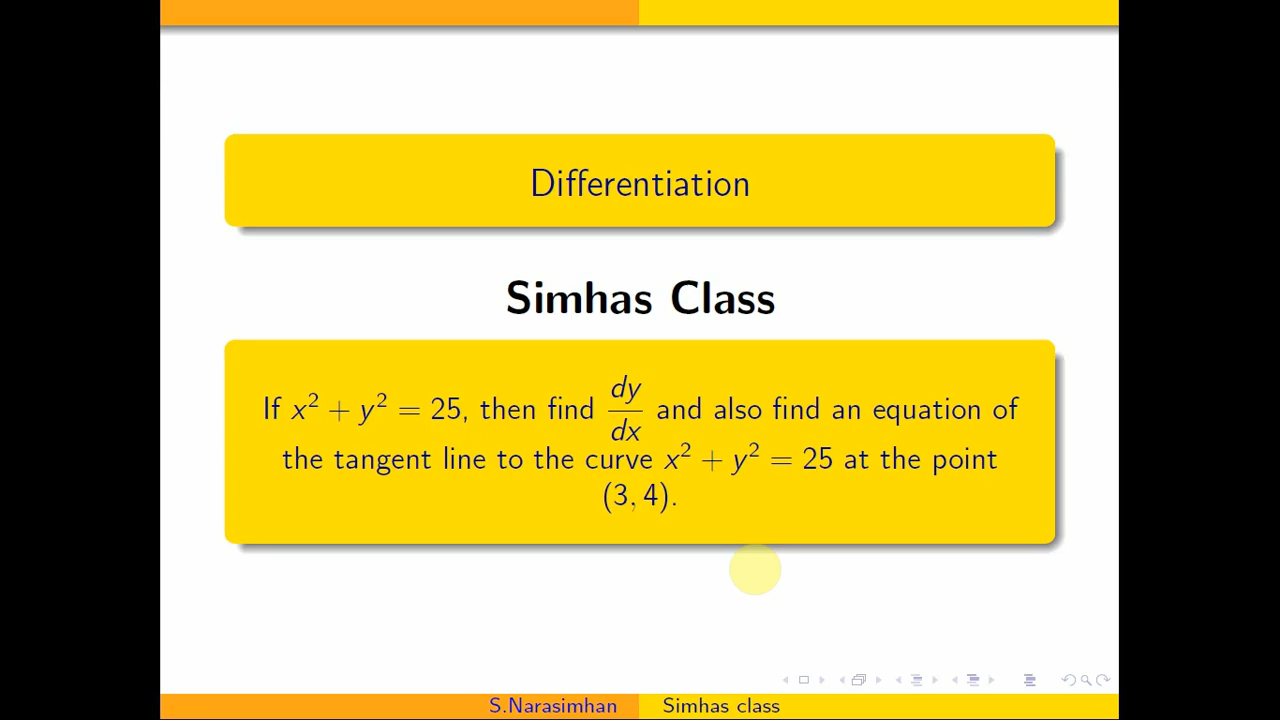 Differentiation
Simhas Class
If x² + y² = 25, then find dy/dx and also find an equation of
the tangent line to the curve x² + y² = 25 at the point
(3, 4).
S.Narasimhan Simhas class